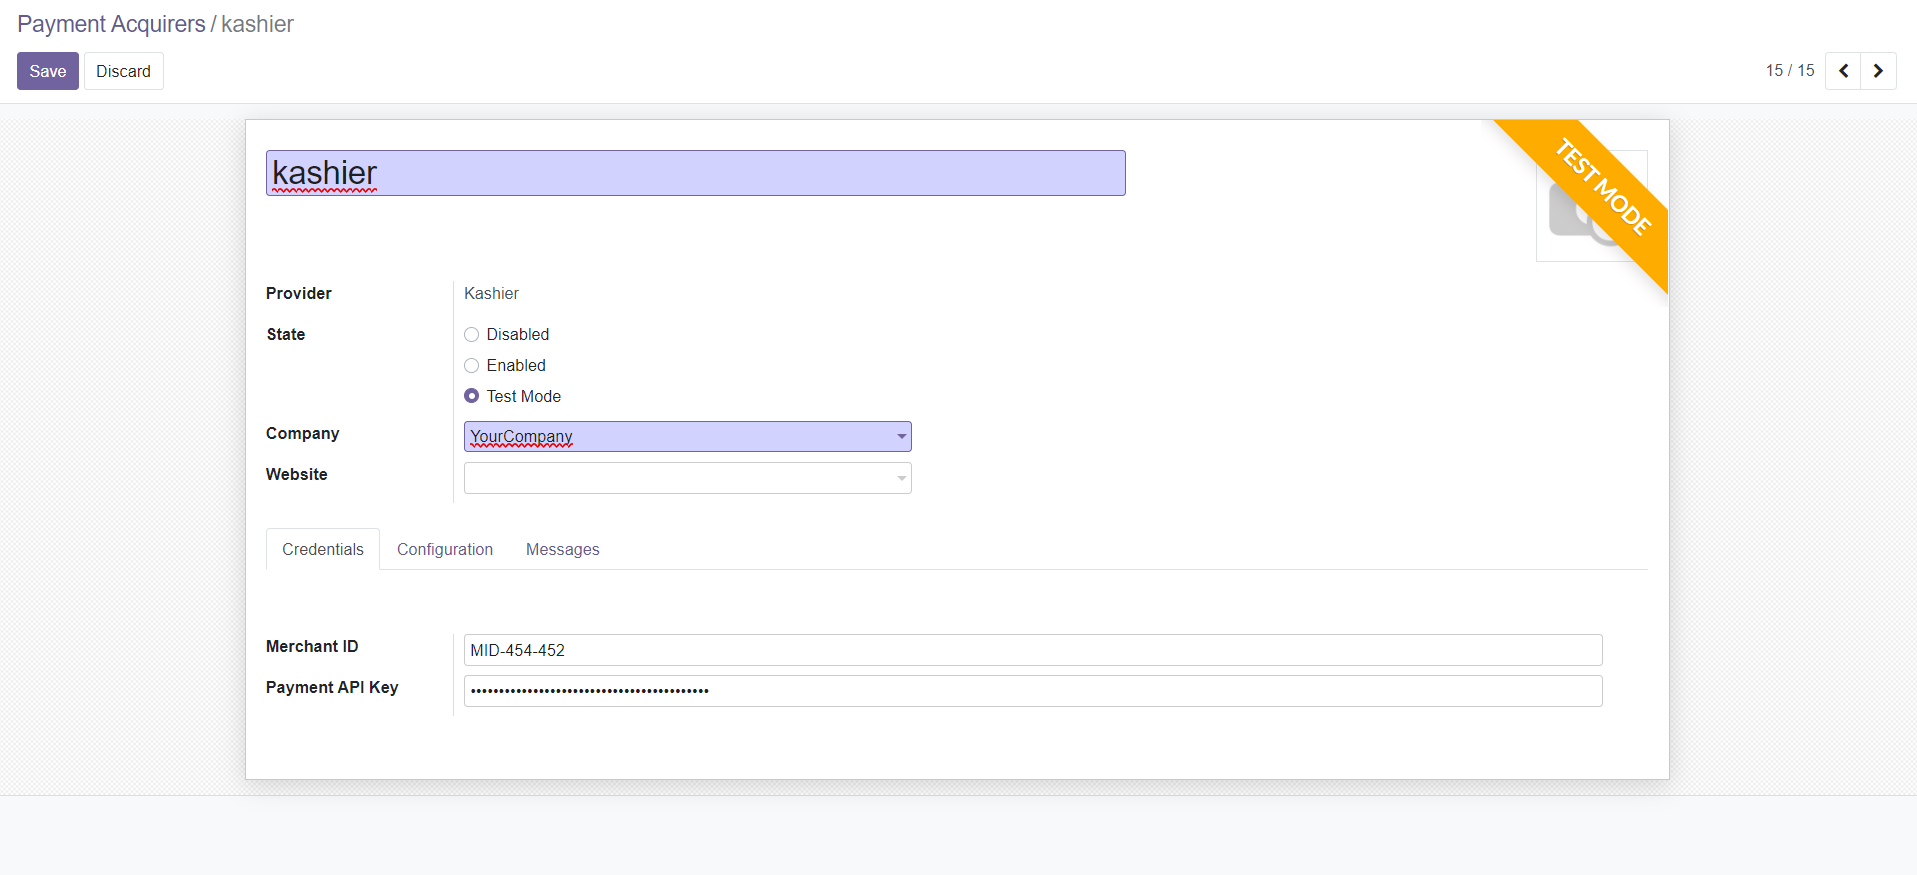 Payment Acquirers / kashier
Save Discard 15 / 15
TEST MODE
kashier
Provider Kashier
State Disabled
Enabled
Test Mode
Company YourCompany
Website
Credentials Configuration Messages
Merchant ID MID-454-452
Payment API Key